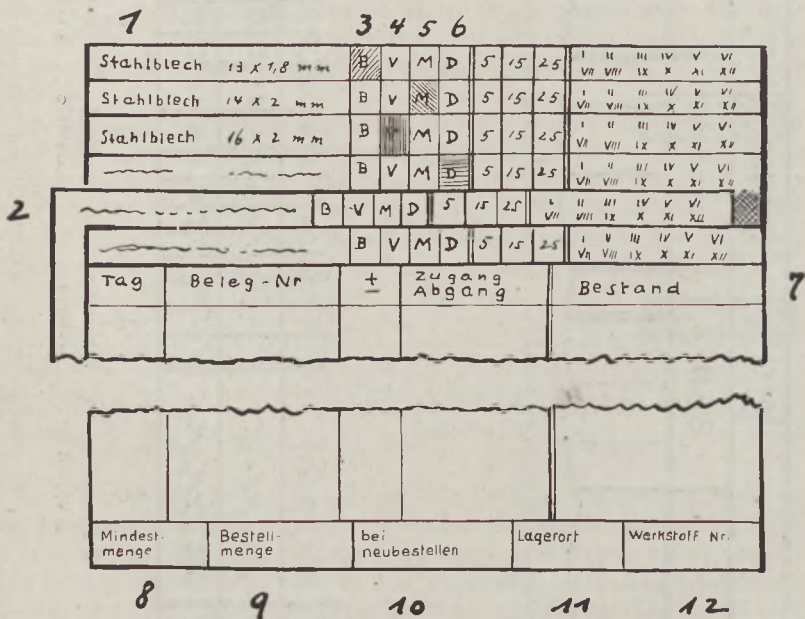 1 3 4 5 6
Stahlblech 13 x 1,8 mm B V M D 5 15 25 I II III IV V VI
VII VIII IX X XI XII
Stahlblech 14 x 2 mm B V M D 5 15 25 I II III IV V VI
VII VIII IX X XI XII
Stahlblech 16 x 2 mm B V M D 5 15 25 I II III IV V VI
VII VIII IX X XI XII
B V M D 5 15 25 I II III IV V VI
VII VIII IX X XI XII
2 B V M D 5 15 25 I II III IV V VI
VII VIII IX X XI XII
B V M D 5 15 25 I II III IV V VI
VII VIII IX X XI XII
Tag Beleg-Nr ± Zugang
Abgang Bestand 7
Mindest-
menge Bestell-
menge bei
neubestellen Lagerort Werkstoff Nr.
8 9 10 11 12